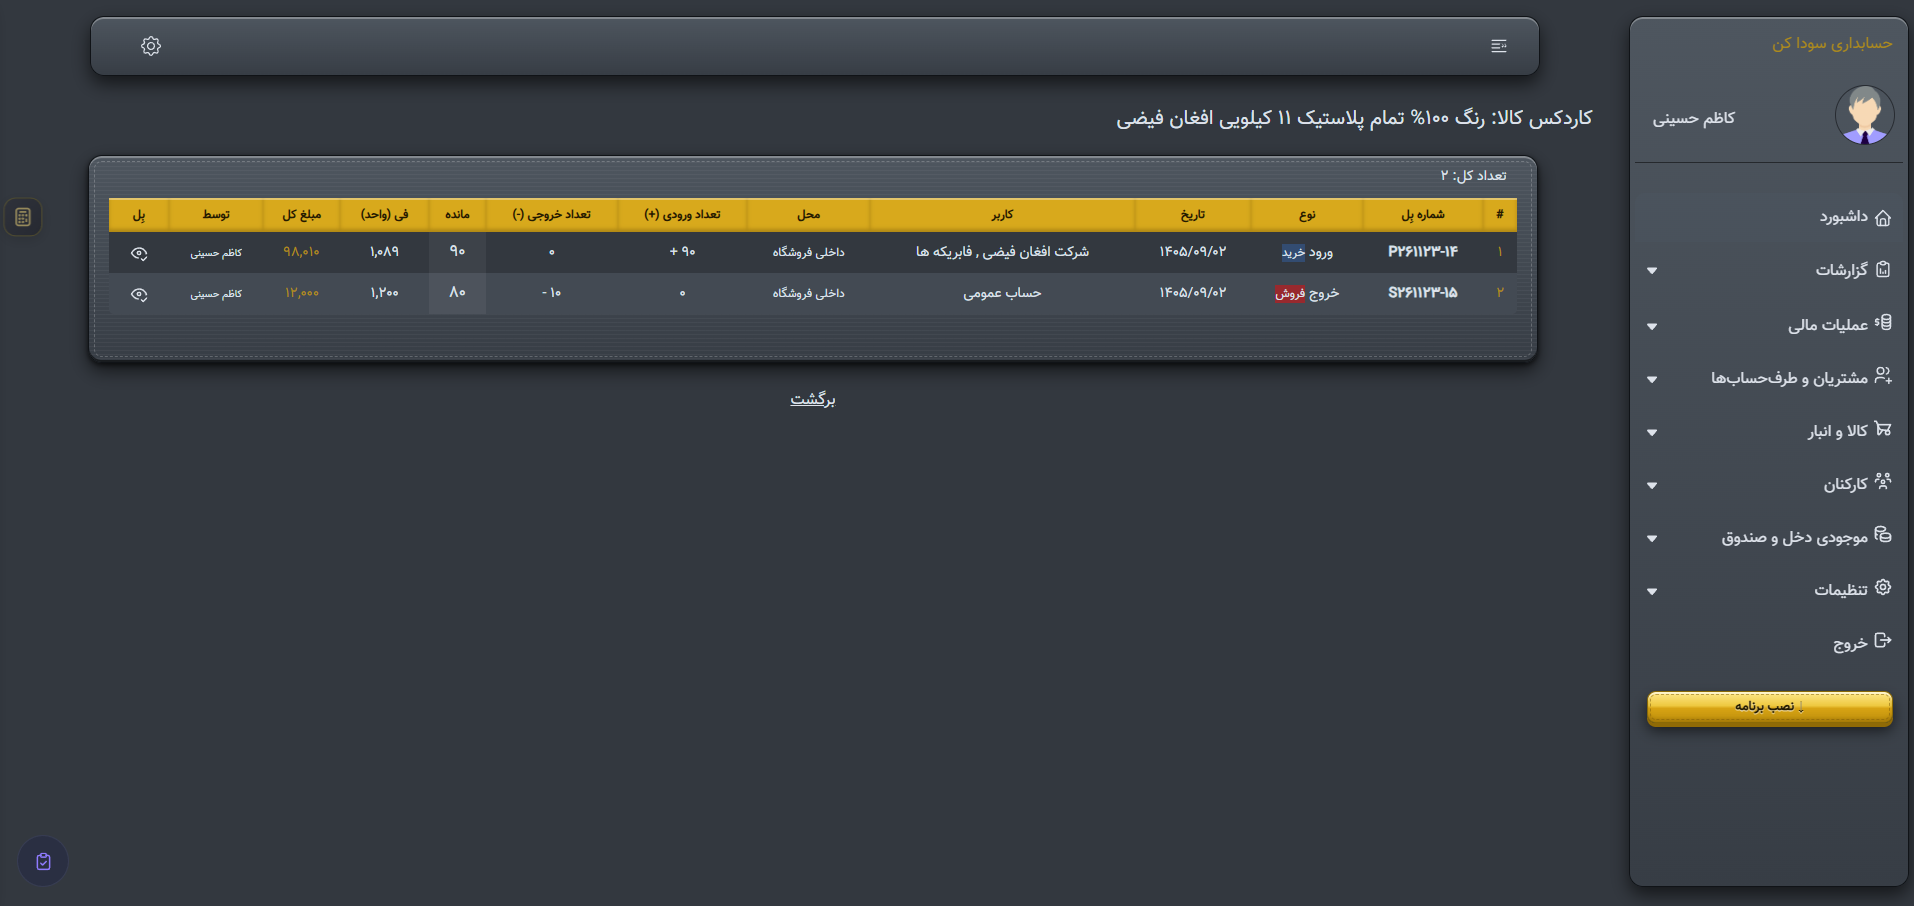 حسابداری سودا کن
کاظم حسینی
داشبورد
گزارشات
عملیات مالی
مشتریان و طرف‌حساب‌ها
کالا و انبار
کارکنان
موجودی دخل و صندوق
تنظیمات
خروج
↓ نصب برنامه
کاردکس کالا: رنگ ۱۰۰% تمام پلاستیک ۱۱ کیلویی افغان فیضی
تعداد کل: ۲
# شماره بِل نوع تاریخ کاربر محل تعداد ورودی (+) تعداد خروجی (-) مانده فی (واحد) مبلغ کل توسط بِل
۱ P۲۶۱۱۲۳-۱۴ ورود خرید ۱۴۰۵/۰۹/۰۲ شرکت افغان فیضی , فابریکه ها داخلی فروشگاه ۹۰ + ۰ ۹۰ ۱,۰۸۹ ۹۸,۰۱۰ کاظم حسینی
۲ S۲۶۱۱۲۳-۱۵ خروج فروش ۱۴۰۵/۰۹/۰۲ حساب عمومی داخلی فروشگاه ۰ ۱۰ - ۸۰ ۱,۲۰۰ ۱۲,۰۰۰ کاظم حسینی
برگشت